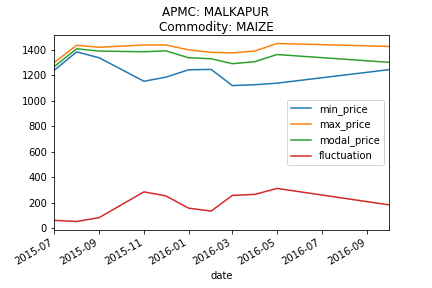 APMC: MALKAPUR
Commodity: MAIZE
1400
1200
1000
800
600
400
200
0
min_price
max_price
modal_price
fluctuation
2015-07
2015-09
2015-11
2016-01
2016-03
2016-05
2016-07
2016-09
date